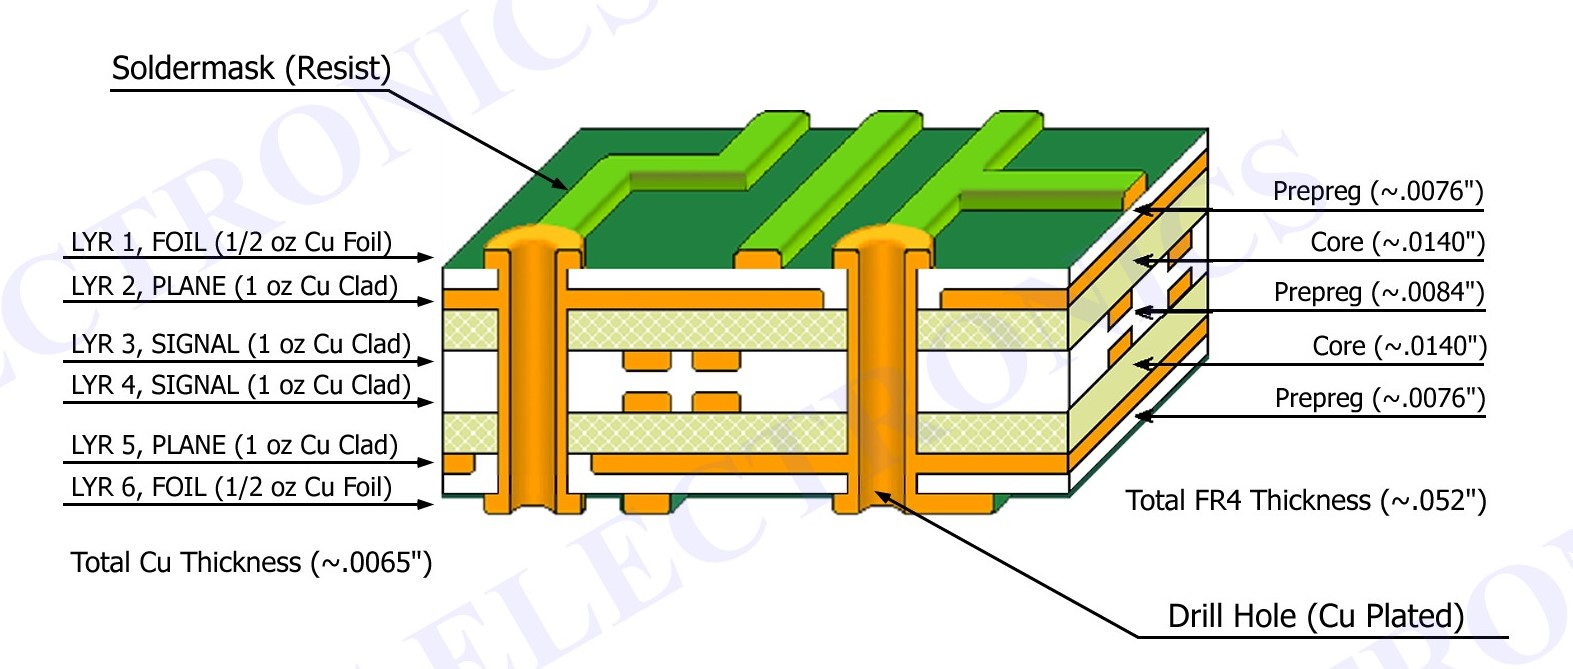 Soldermask (Resist)
LYR 1, FOIL (1/2 oz Cu Foil)
LYR 2, PLANE (1 oz Cu Clad)
LYR 3, SIGNAL (1 oz Cu Clad)
LYR 4, SIGNAL (1 oz Cu Clad)
LYR 5, PLANE (1 oz Cu Clad)
LYR 6, FOIL (1/2 oz Cu Foil)
Total Cu Thickness (~.0065")
Prepreg (~.0076")
Core (~.0140")
Prepreg (~.0084")
Core (~.0140")
Prepreg (~.0076")
Total FR4 Thickness (~.052")
Drill Hole (Cu Plated)
ECTRONICS
ELECTRONICS